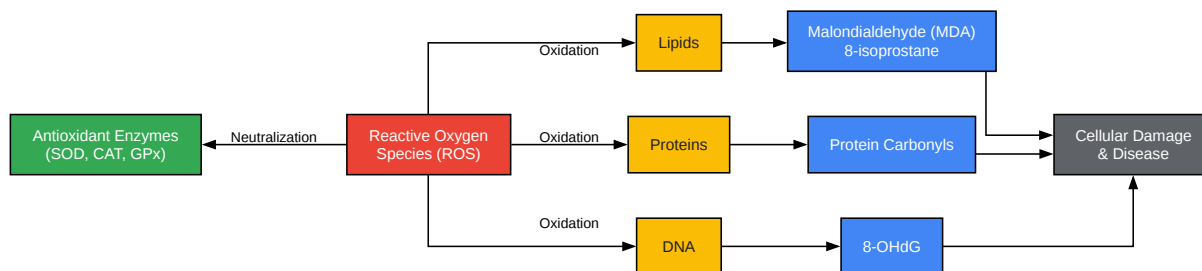 Oxidation
Lipids
Malondialdehyde (MDA)
8-isoprostane
Antioxidant Enzymes
(SOD, CAT, GPx)
Neutralization
Reactive Oxygen
Species (ROS)
Oxidation
Proteins
Protein Carbonyls
Cellular Damage
& Disease
Oxidation
DNA
8-OHdG